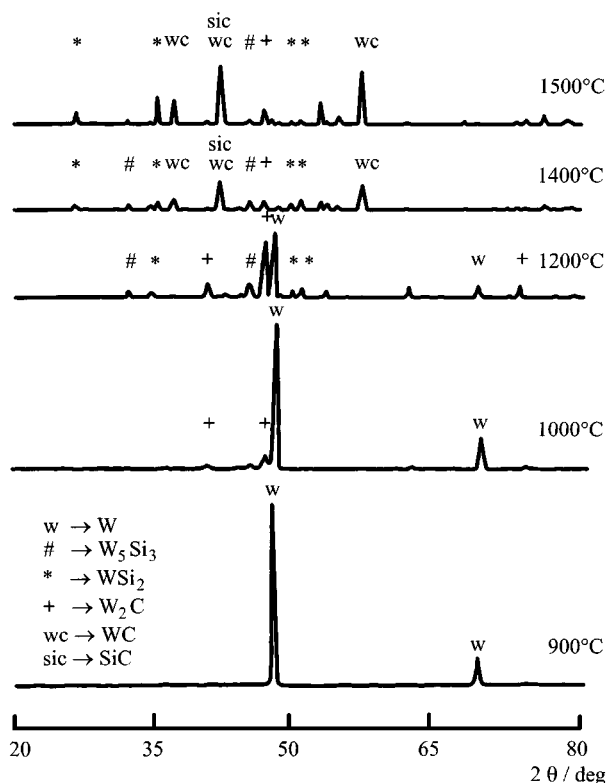 sic
* * wc wc # + * * wc
1500°C
sic
* # * wc wc # + * * wc
1400°C
+ w
# * + # * * w +
1200°C
w
+ + w
1000°C
w
w → W
# → W₅Si₃
* → WSi₂
+ → W₂C
wc → WC
sic → SiC
w
900°C
20 35 50 65 80
2 θ / deg